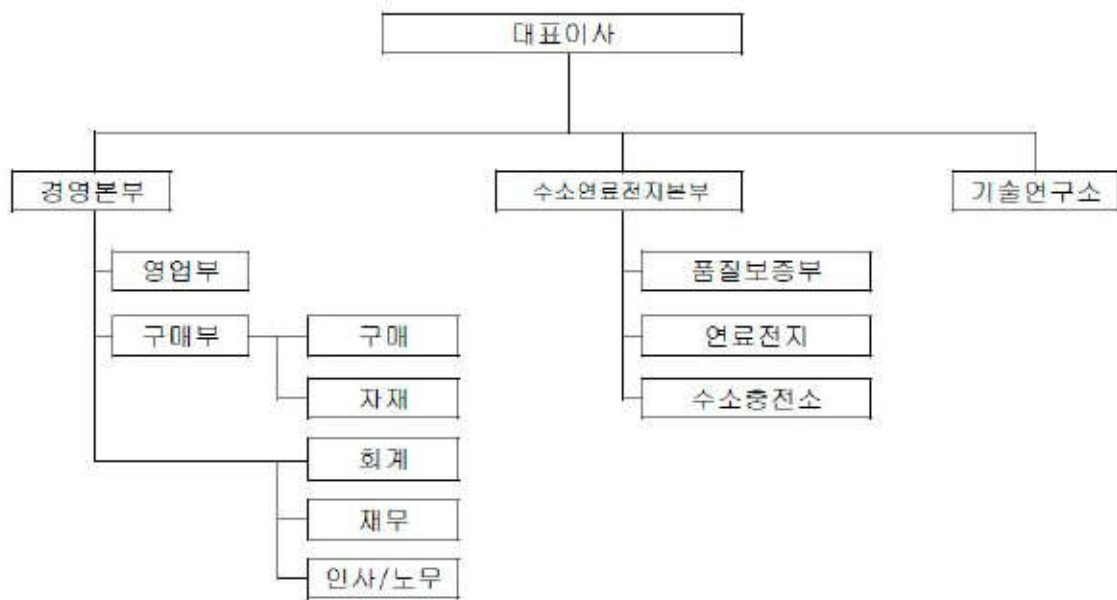 대표이사
경영본부
수소연료전지본부
기술연구소
영업부
품질보증부
구매부
구매
연료전지
자재
수소충전소
회계
재무
인사/노무